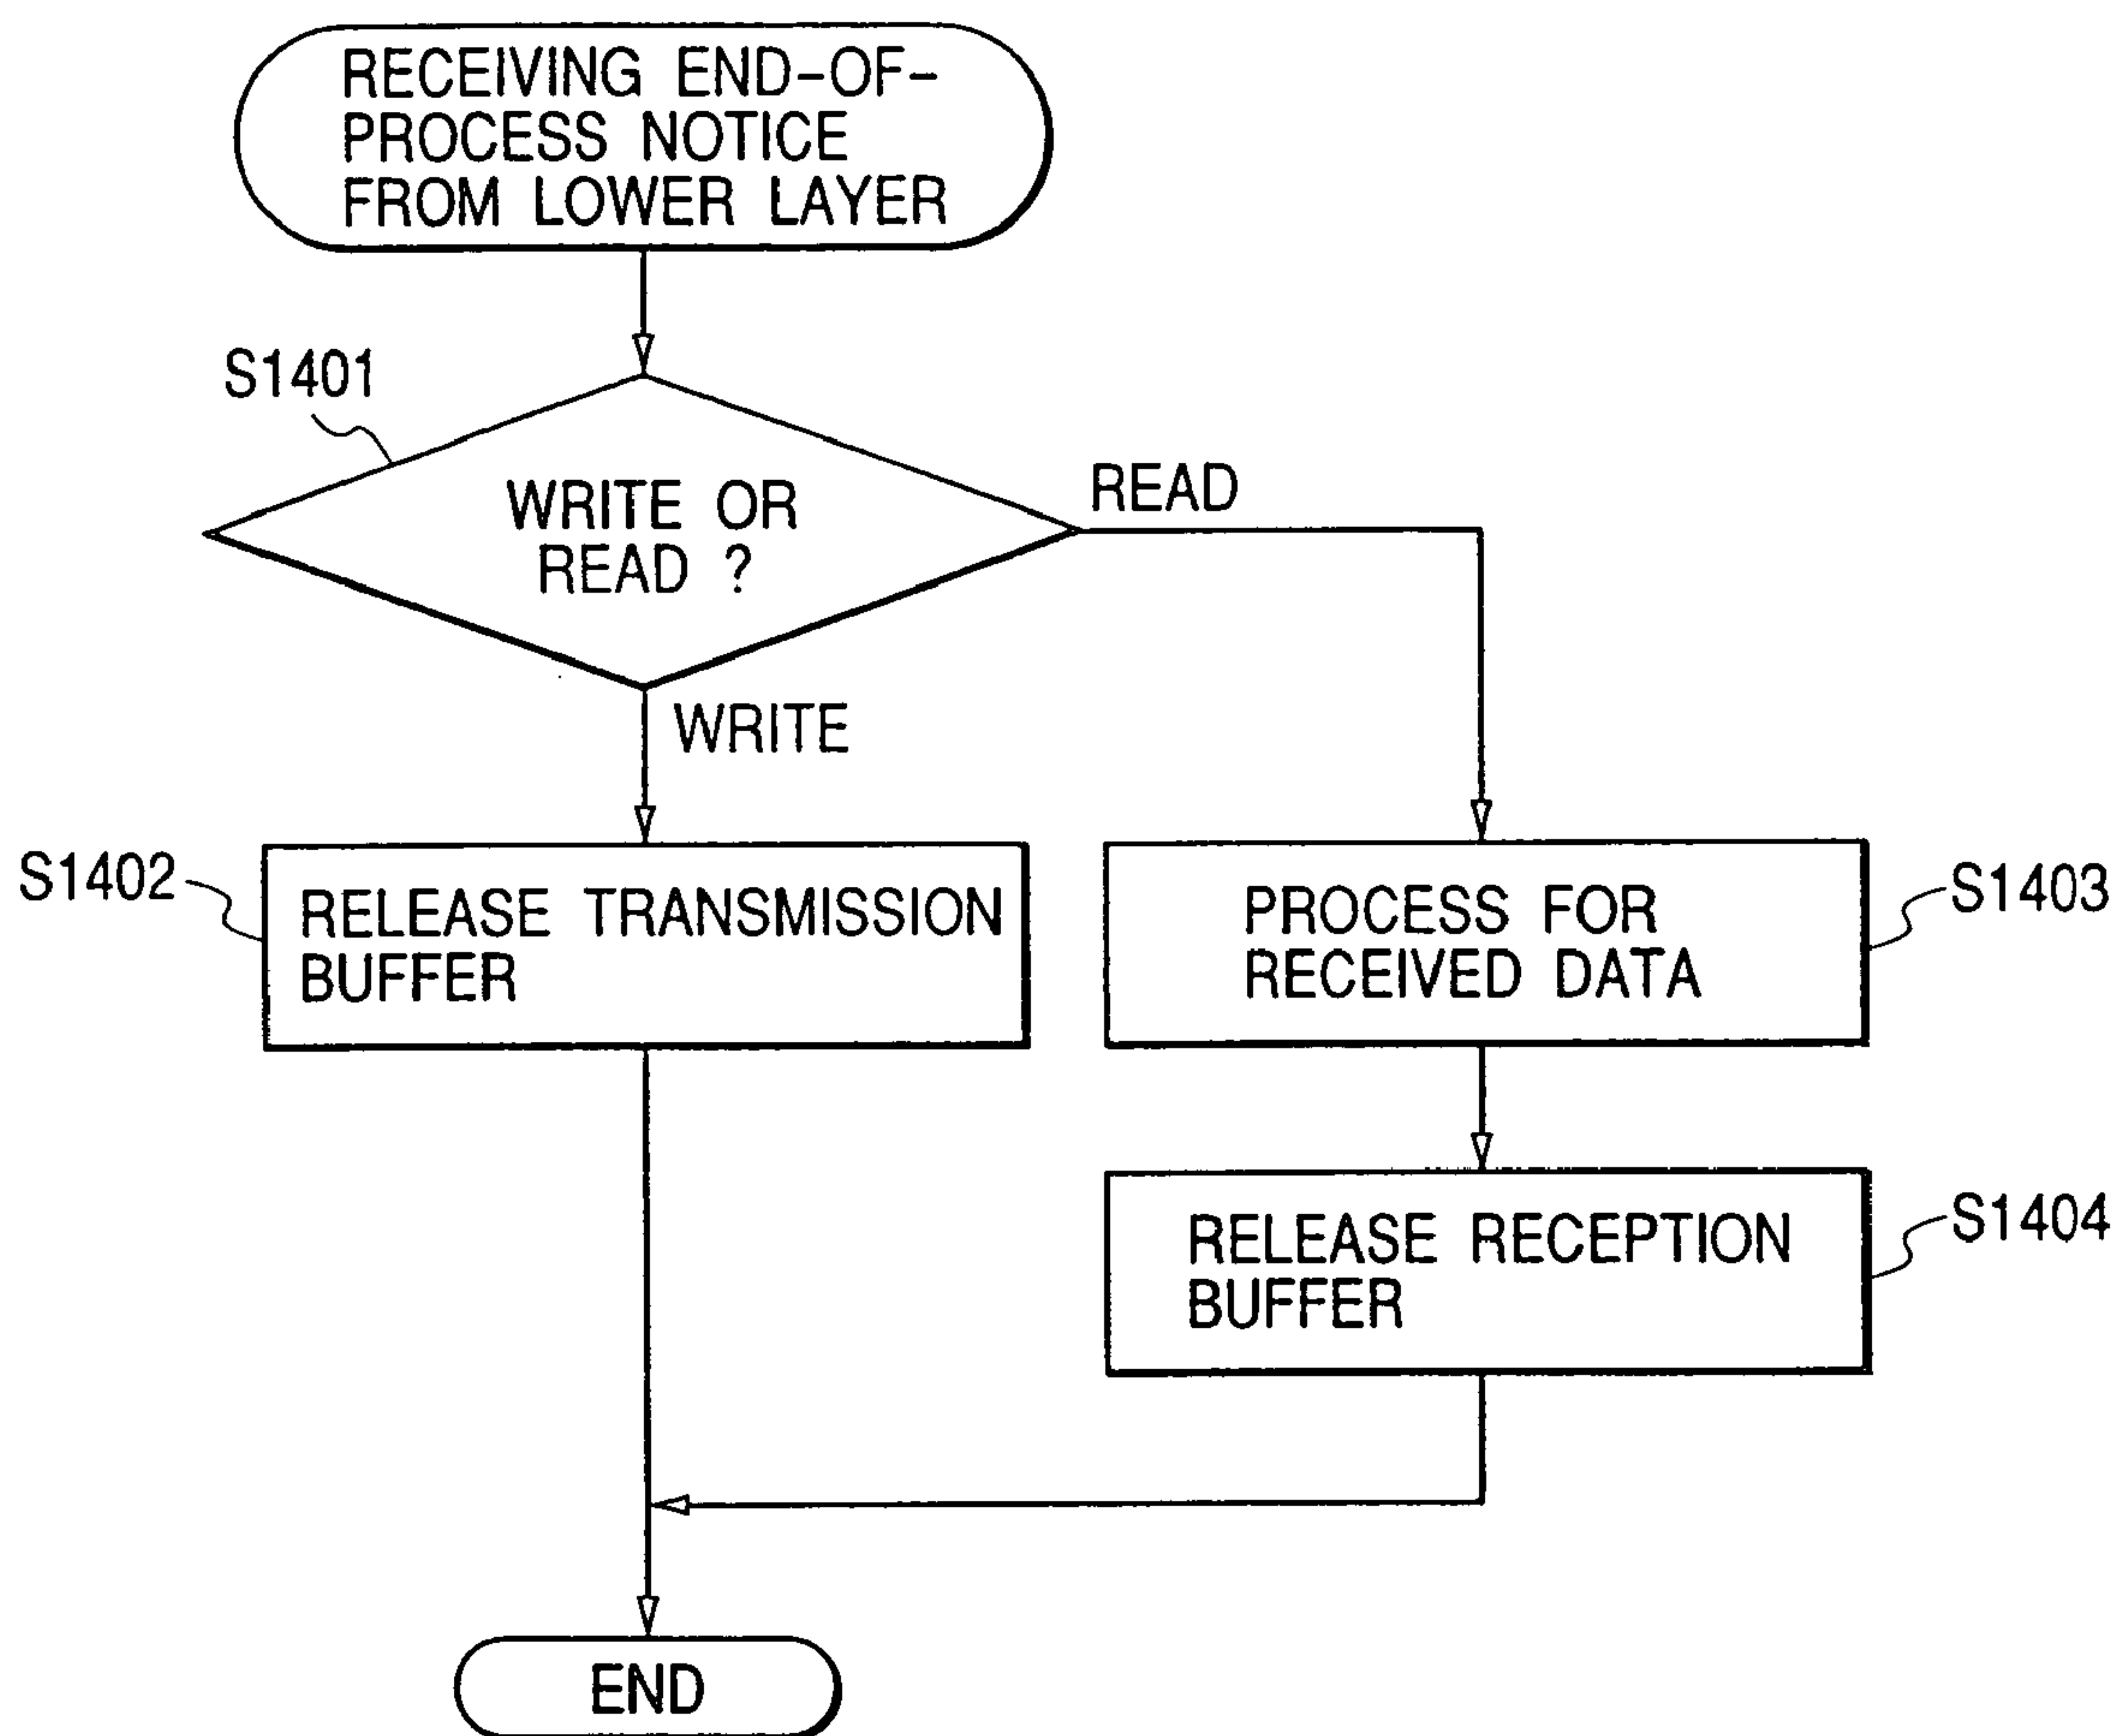 RECEIVING END-OF-
PROCESS NOTICE
FROM LOWER LAYER
S1401
WRITE OR
READ ?
READ
WRITE
S1402
RELEASE TRANSMISSION
BUFFER
PROCESS FOR
RECEIVED DATA
S1403
RELEASE RECEPTION
BUFFER
S1404
END